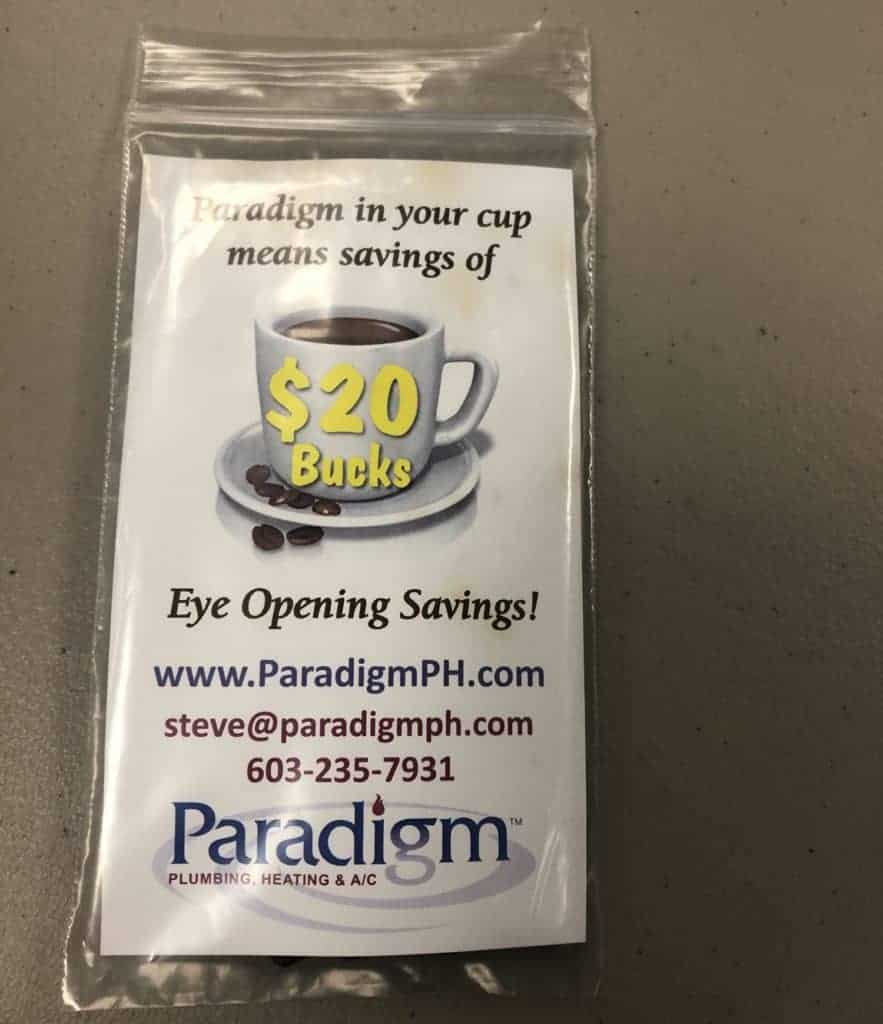 Paradigm in your cup
means savings of
$20
Bucks
Eye Opening Savings!
www.ParadigmPH.com
steve@paradigmph.com
603-235-7931
Paradigm™
PLUMBING, HEATING & A/C